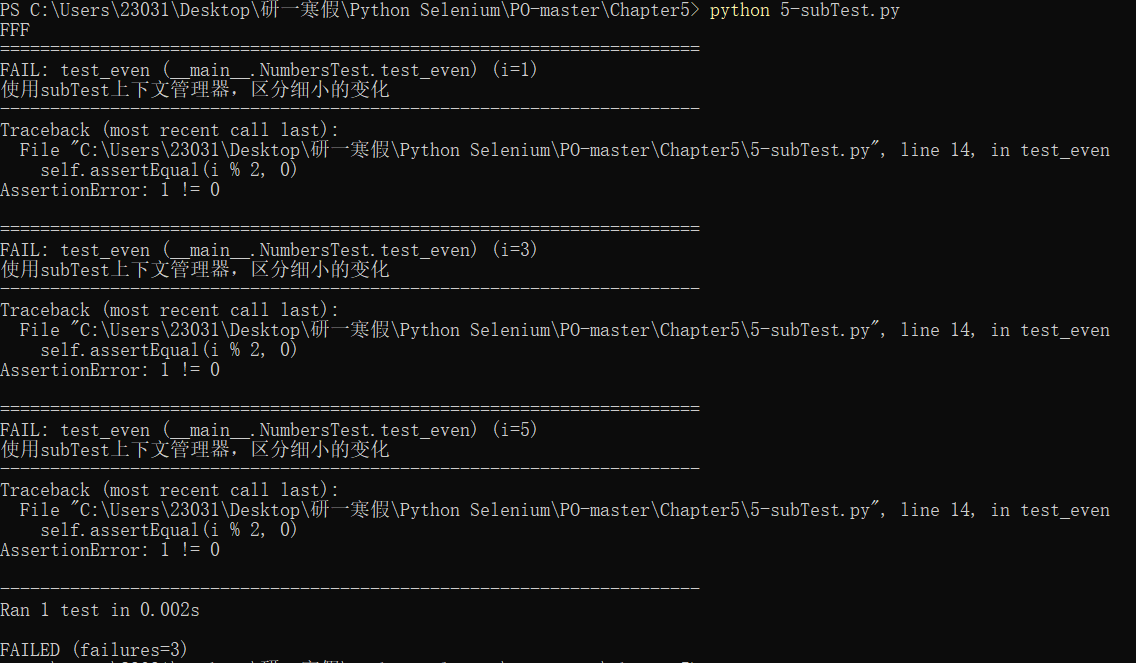 PS C:\Users\23031\Desktop\研一寒假\Python Selenium\PO-master\Chapter5> python 5-subTest.py
FFF
======================================================================
FAIL: test_even (__main__.NumbersTest.test_even) (i=1)
使用subTest上下文管理器，区分细小的变化
----------------------------------------------------------------------
Traceback (most recent call last):
  File "C:\Users\23031\Desktop\研一寒假\Python Selenium\PO-master\Chapter5\5-subTest.py", line 14, in test_even
    self.assertEqual(i % 2, 0)
AssertionError: 1 != 0

======================================================================
FAIL: test_even (__main__.NumbersTest.test_even) (i=3)
使用subTest上下文管理器，区分细小的变化
----------------------------------------------------------------------
Traceback (most recent call last):
  File "C:\Users\23031\Desktop\研一寒假\Python Selenium\PO-master\Chapter5\5-subTest.py", line 14, in test_even
    self.assertEqual(i % 2, 0)
AssertionError: 1 != 0

======================================================================
FAIL: test_even (__main__.NumbersTest.test_even) (i=5)
使用subTest上下文管理器，区分细小的变化
----------------------------------------------------------------------
Traceback (most recent call last):
  File "C:\Users\23031\Desktop\研一寒假\Python Selenium\PO-master\Chapter5\5-subTest.py", line 14, in test_even
    self.assertEqual(i % 2, 0)
AssertionError: 1 != 0

----------------------------------------------------------------------
Ran 1 test in 0.002s

FAILED (failures=3)